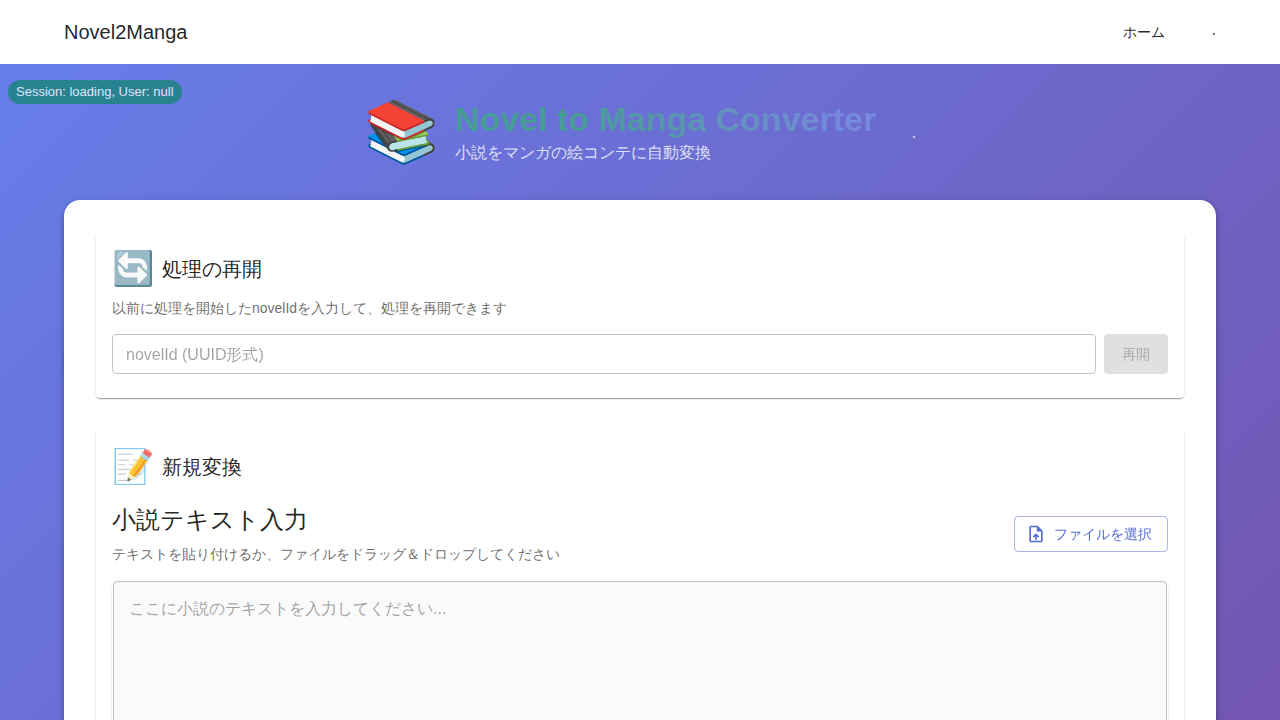 Novel2Manga
ホーム
Session: loading, User: null
Novel to Manga Converter
小説をマンガの絵コンテに自動変換
処理の再開
以前に処理を開始したnovelIdを入力して、処理を再開できます
novelId (UUID形式)
再開
新規変換
小説テキスト入力
テキストを貼り付けるか、ファイルをドラッグ＆ドロップしてください
ファイルを選択
ここに小説のテキストを入力してください...